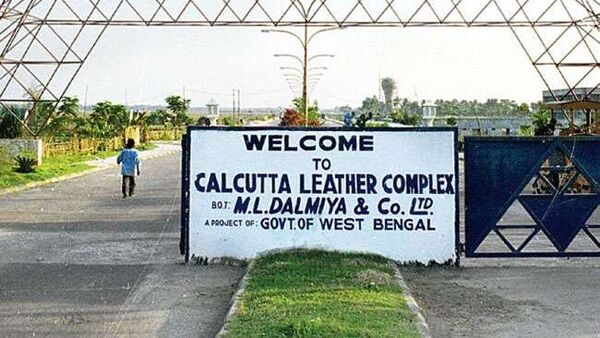 WELCOME
TO
CALCUTTA LEATHER COMPLEX
B.O.T: M.L.DALMIYA & Co. LTD.
A PROJECT OF: GOVT. OF WEST BENGAL